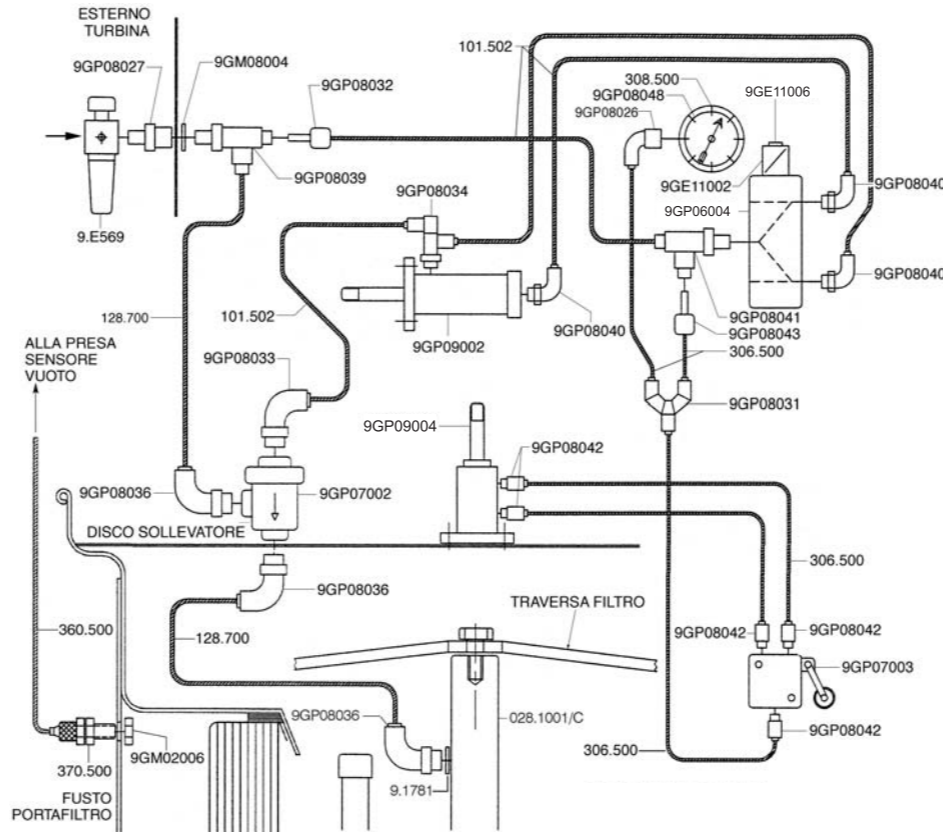 ESTERNO
TURBINA
9GP08027
9GM08004
9GP08032
101.502
308.500
9GP08048
9GP08026
9GE11006
9GP08039
9GP08034
9GE11002
9GP06004
9GP08040
9.E569
128.700
101.502
9GP09002
9GP08040
9GP08041
9GP08043
9GP08040
ALLA PRESA
SENSORE
VUOTO
9GP08033
306.500
9GP08031
9GP09004
9GP08042
9GP08036
9GP07002
DISCO SOLLEVATORE
9GP08036
306.500
TRAVERSA FILTRO
360.500
128.700
9GP08042
9GP08042
9GP07003
9GP08036
028.1001/C
9GP08042
9GM02006
306.500
370.500
9.1781
FUSTO
PORTAFILTRO